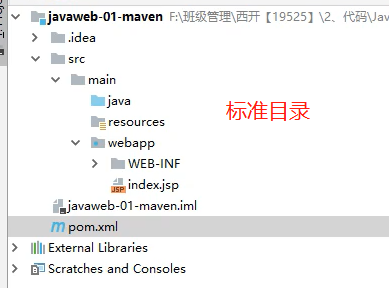 javaweb-01-maven F:\班级管理\西开【19525】\2、代码\Java
.idea
src
main
java
resources
标准目录
webapp
WEB-INF
JSP index.jsp
javaweb-01-maven.iml
m pom.xml
External Libraries
Scratches and Consoles